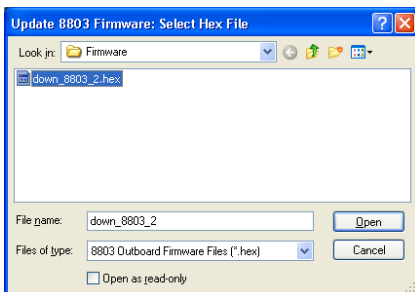 Update 8803 Firmware: Select Hex File
Look in: Firmware
down_8803_2.hex
File name: down_8803_2 Open
Files of type: 8803 Outboard Firmware Files (*.hex) Cancel
Open as read-only